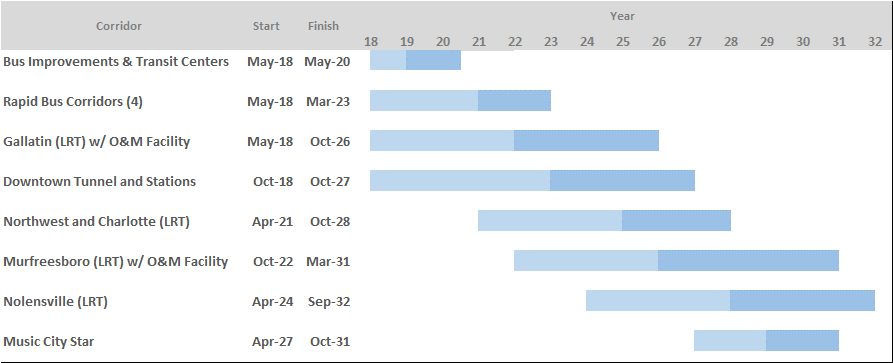 Year
Corridor Start Finish
18 19 20 21 22 23 24 25 26 27 28 29 30 31 32
Bus Improvements & Transit Centers May-18 May-20
Rapid Bus Corridors (4) May-18 Mar-23
Gallatin (LRT) w/ O&M Facility May-18 Oct-26
Downtown Tunnel and Stations Oct-18 Oct-27
Northwest and Charlotte (LRT) Apr-21 Oct-28
Murfreesboro (LRT) w/ O&M Facility Oct-22 Mar-31
Nolensville (LRT) Apr-24 Sep-32
Music City Star Apr-27 Oct-31